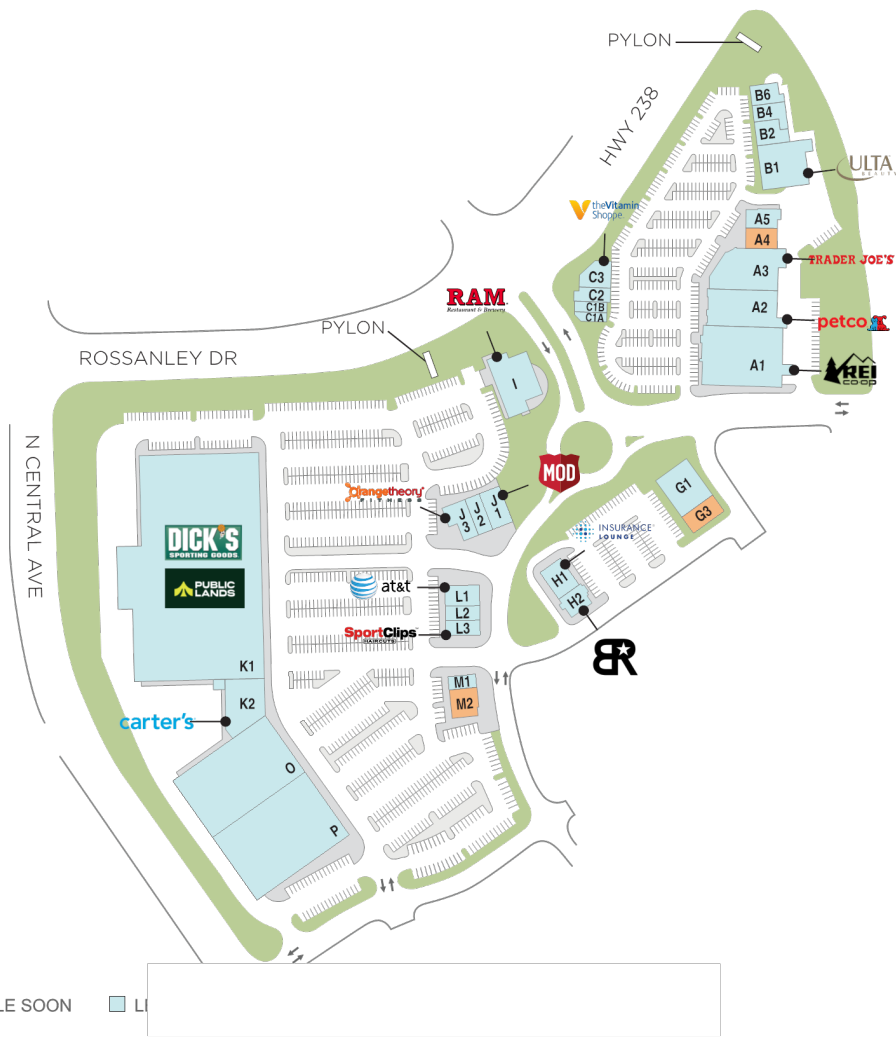 PYLON
HWY 238
B6
B4
B2
B1
ULTA
BEAUTY
theVitamin
Shoppe
A5
A4
TRADER JOE'S
A3
C3
C2
C1B
C1A
A2
petco
RAM
Restaurant & Brewery
PYLON
ROSSANLEY DR
I
A1
REI
co-op
N CENTRAL AVE
MOD
orangetheory
FITNESS
J
3
J
2
J
1
G1
G3
DICK'S
SPORTING GOODS
PUBLIC
LANDS
INSURANCE
LOUNGE
H1
H2
at&t
L1
L2
L3
SportClips
HAIRCUTS
BR
K1
M1
M2
carter's
K2
O
P
LE SOON